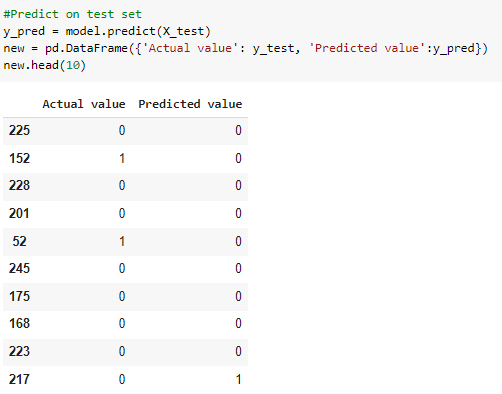 #Predict on test set
y_pred = model.predict(X_test)
new = pd.DataFrame({'Actual value': y_test, 'Predicted value':y_pred})
new.head(10)
Actual value Predicted value
225 0 0
152 1 0
228 0 0
201 0 0
52 1 0
245 0 0
175 0 0
168 0 0
223 0 0
217 0 1